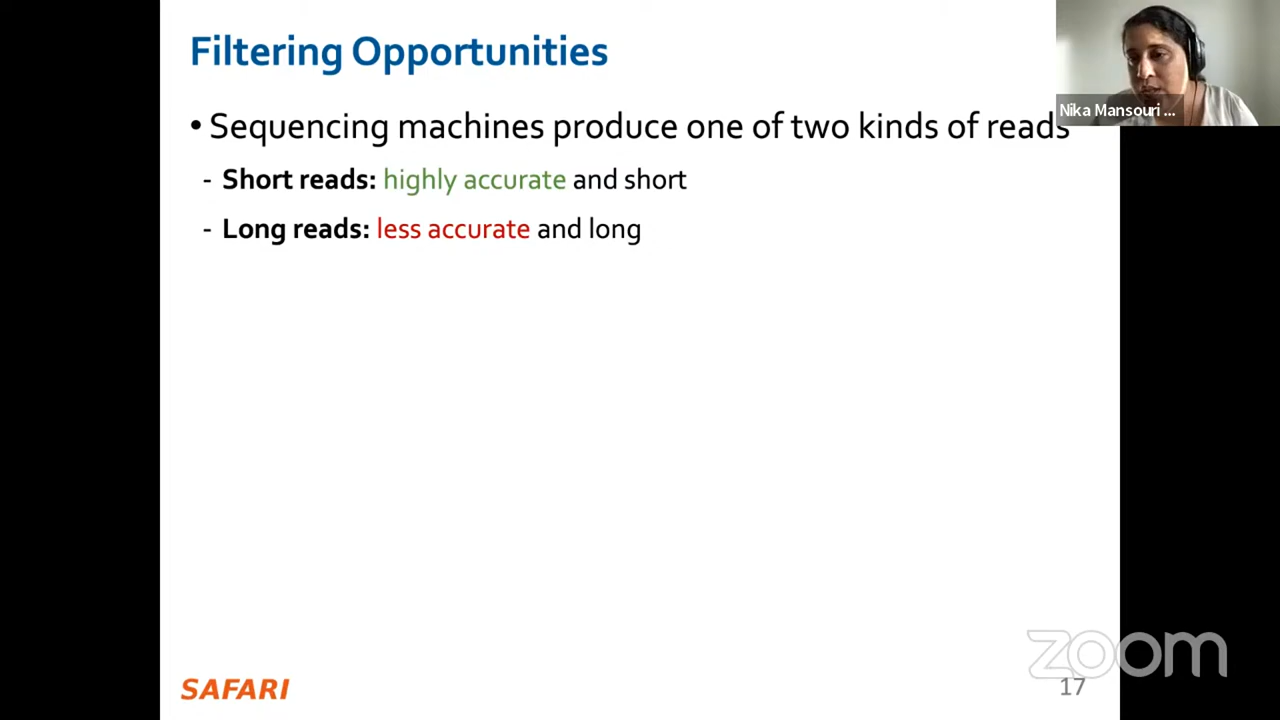 Filtering Opportunities
• Sequencing machines produce one of two kinds of reads
- Short reads: highly accurate and short
- Long reads: less accurate and long
Nika Mansouri ...
SAFARI
zoom
17